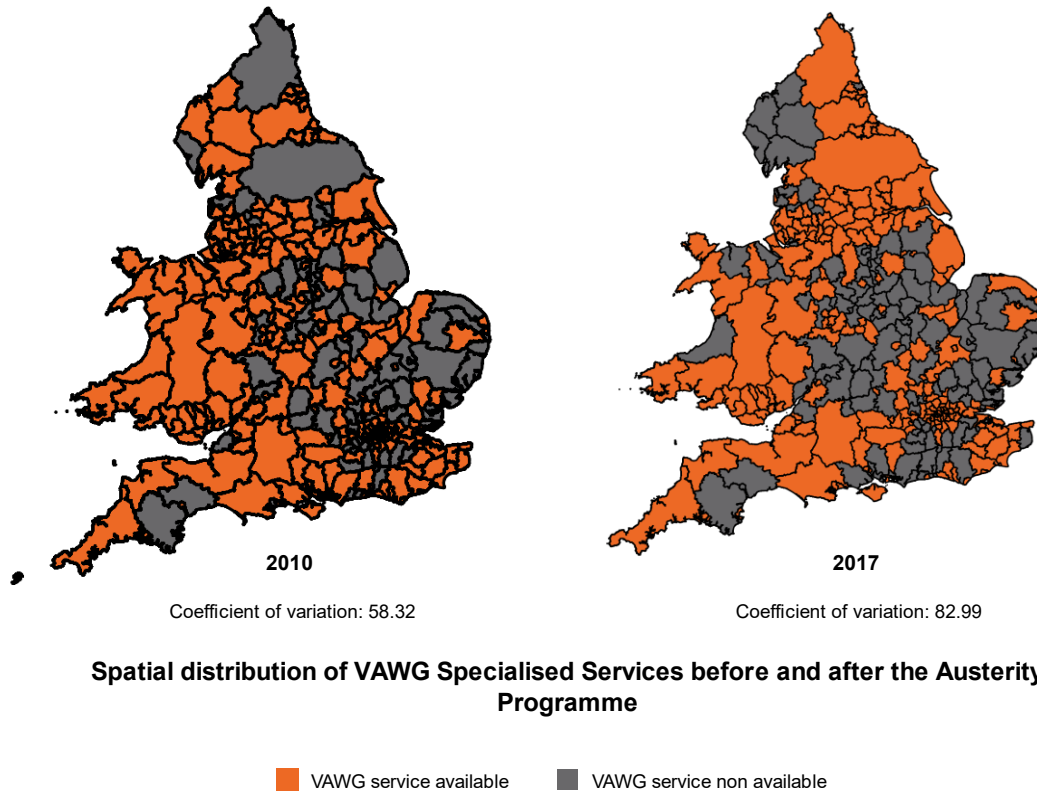 2010
2017
Coefficient of variation: 58.32
Coefficient of variation: 82.99
Spatial distribution of VAWG Specialised Services before and after the Austerity
Programme
VAWG service available
VAWG service non available